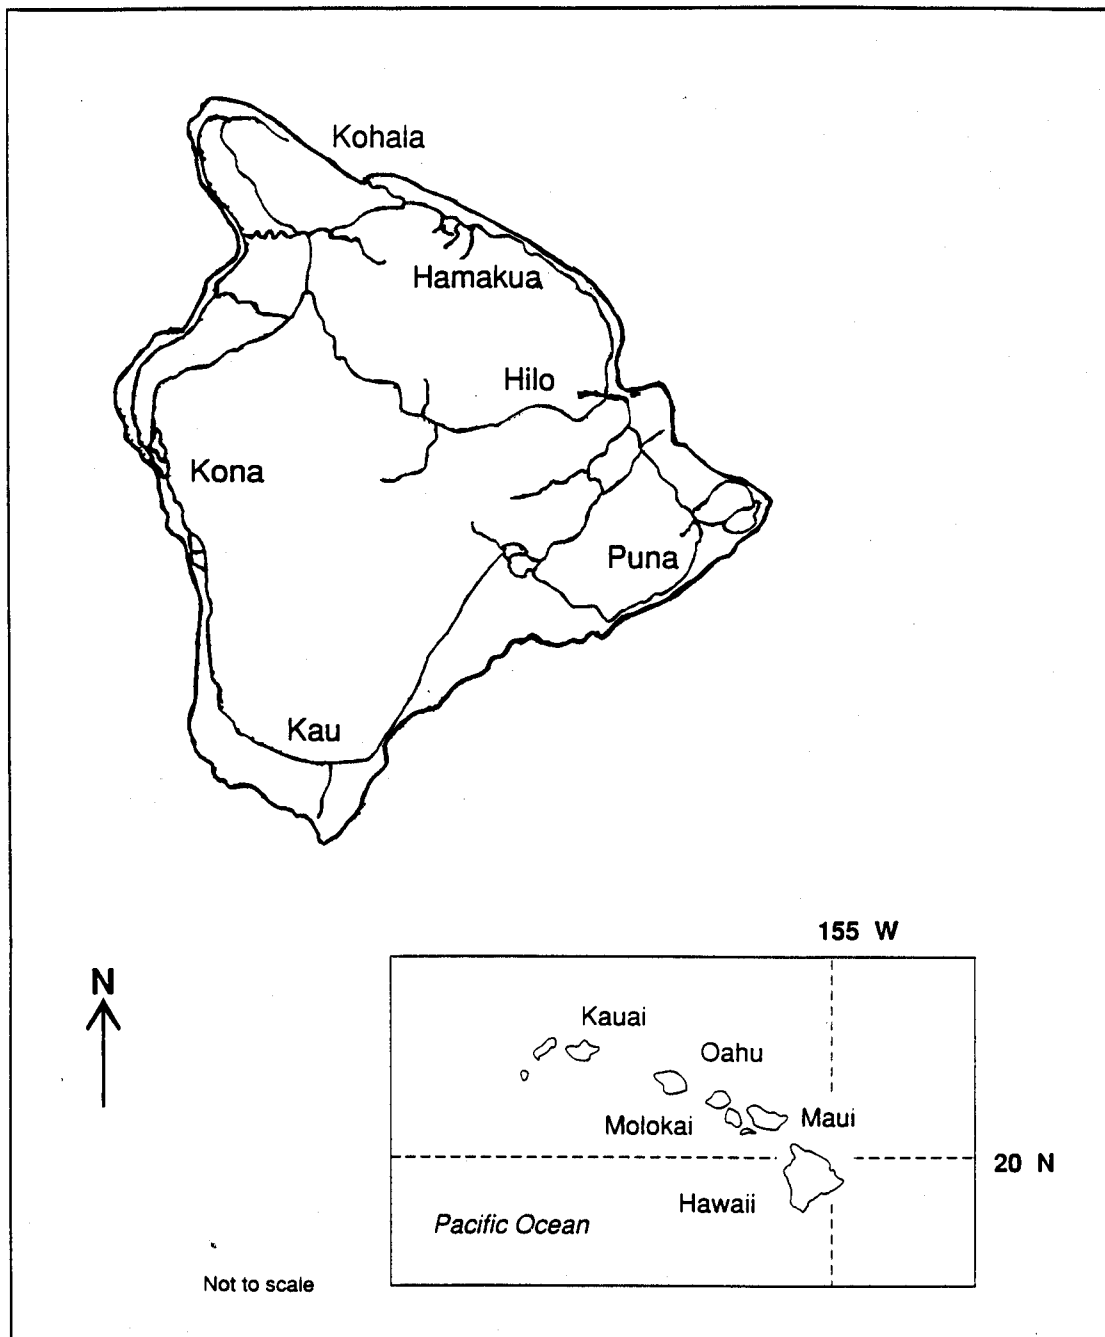 Kohala
Hamakua
Hilo
Kona
Puna
Kau
155 W
N
Kauai
Oahu
Molokai
Maui
20 N
Hawaii
Pacific Ocean
Not to scale